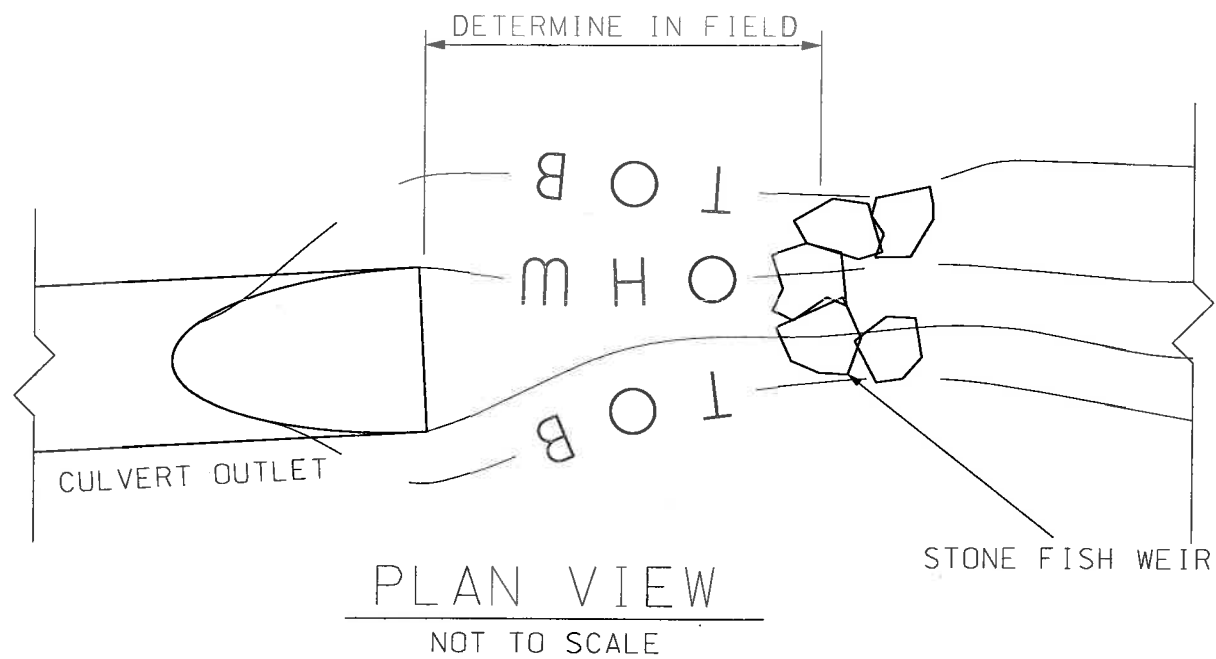 DETERMINE IN FIELD
TOB
OHW
TOB
CULVERT OUTLET
STONE FISH WEIR
PLAN VIEW
NOT TO SCALE